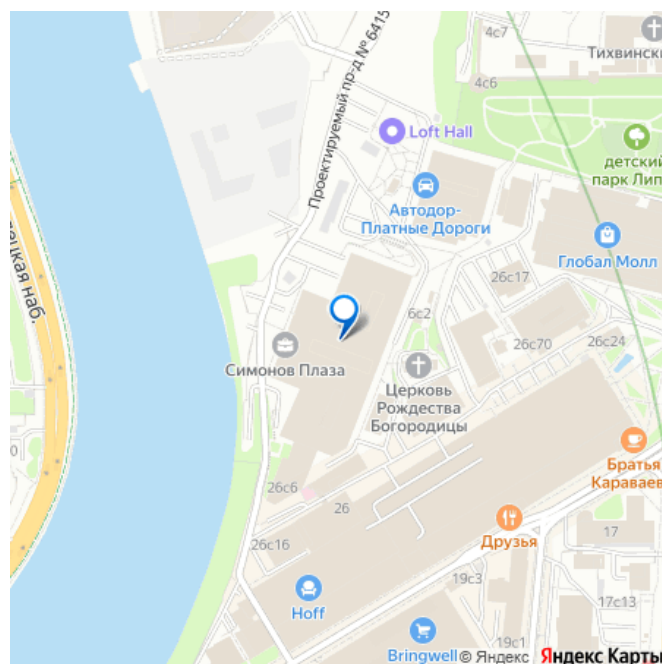 4с7
Тихвинский
4с6
Проектируемый пр-д № 6415
Loft Hall
детский
парк Лип
Автодор-
Платные Дороги
Глобал Молл
наб.
26с17
6с2
26с70
26с24
Симонов Плаза
Церковь
Рождества
Богородицы
Братья
Караваев
26с6
26
Друзья
17
26с16
19с3
17с13
Hoff
19с1
Bringwell
© Яндекс Яндекс Карты